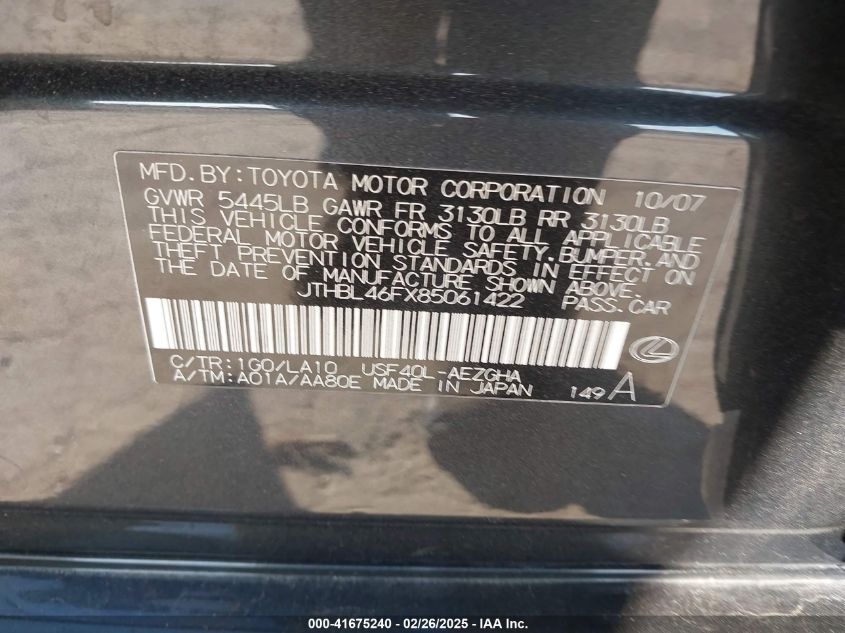 MFD. BY: TOYOTA MOTOR CORPORATION 10/07
GVWR 5445LB GAWR FR 3130LB RR 3130LB
THIS VEHICLE CONFORMS TO ALL APPLICABLE
FEDERAL MOTOR VEHICLE SAFETY, BUMPER, AND
THEFT PREVENTION STANDARDS IN EFFECT ON
THE DATE OF MANUFACTURE SHOWN ABOVE.
JTHBL46FX85061422 PASS. CAR
C/TR: 1G0/LA10 USF40L-AEZGHA
A/TM: A01A/AA80E MADE IN JAPAN 149 A
000-41675240 - 02/26/2025 - IAA Inc.